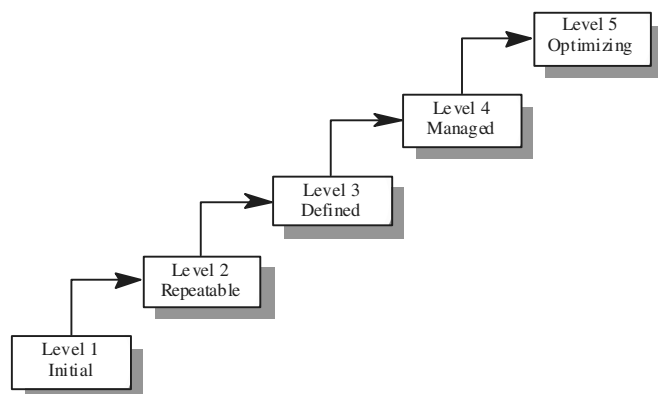 Level 5
Optimizing
Level 4
Managed
Level 3
Defined
Level 2
Repeatable
Level 1
Initial